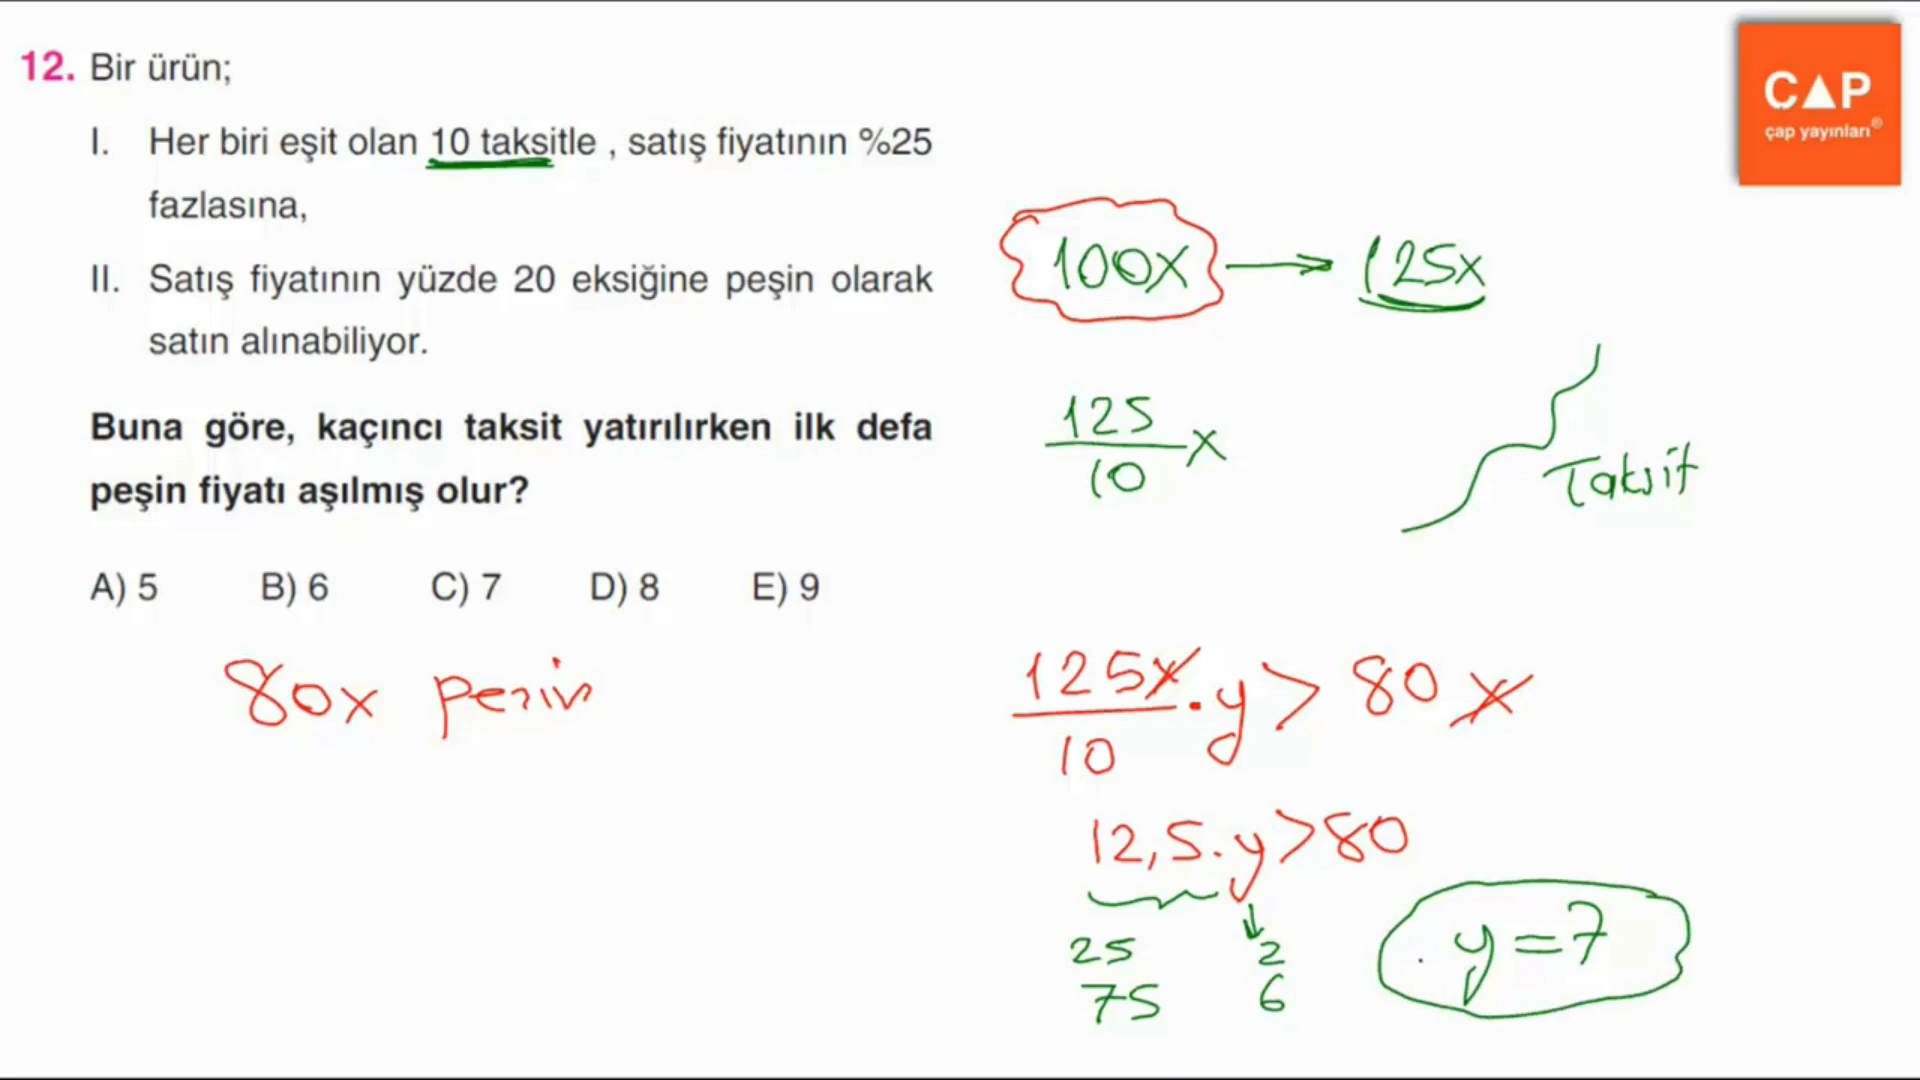 12. Bir ürün;
I. Her biri eşit olan 10 taksitle , satış fiyatının %25
fazlasına,
II. Satış fiyatının yüzde 20 eksiğine peşin olarak
satın alınabiliyor.
Buna göre, kaçıncı taksit yatırılırken ilk defa
peşin fiyatı aşılmış olur?
A) 5 B) 6 C) 7 D) 8 E) 9
80x peşin
ÇAP
çap yayınları®
100x → 125x
125
10
x
Taksit
125x
10
.y > 80x
12,5.y>80
25 2
75 6
y=7